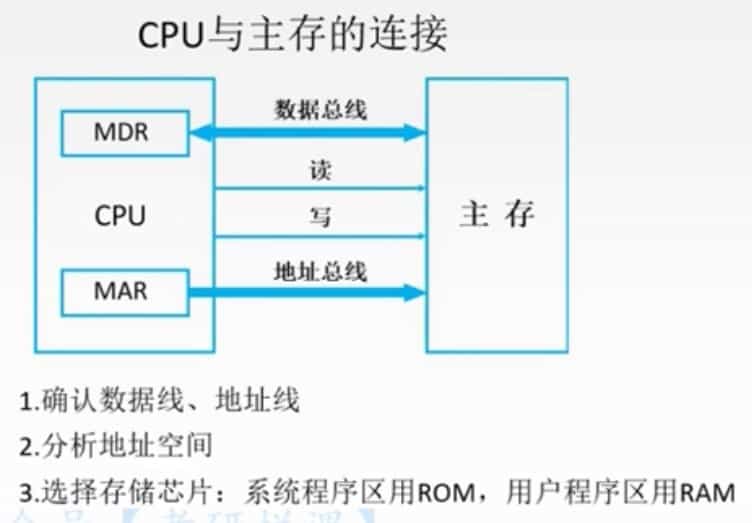 CPU与主存的连接
数据总线
MDR
读
CPU
写
主 存
地址总线
MAR
1.确认数据线、地址线
2.分析地址空间
3.选择存储芯片：系统程序区用ROM，用户程序区用RAM